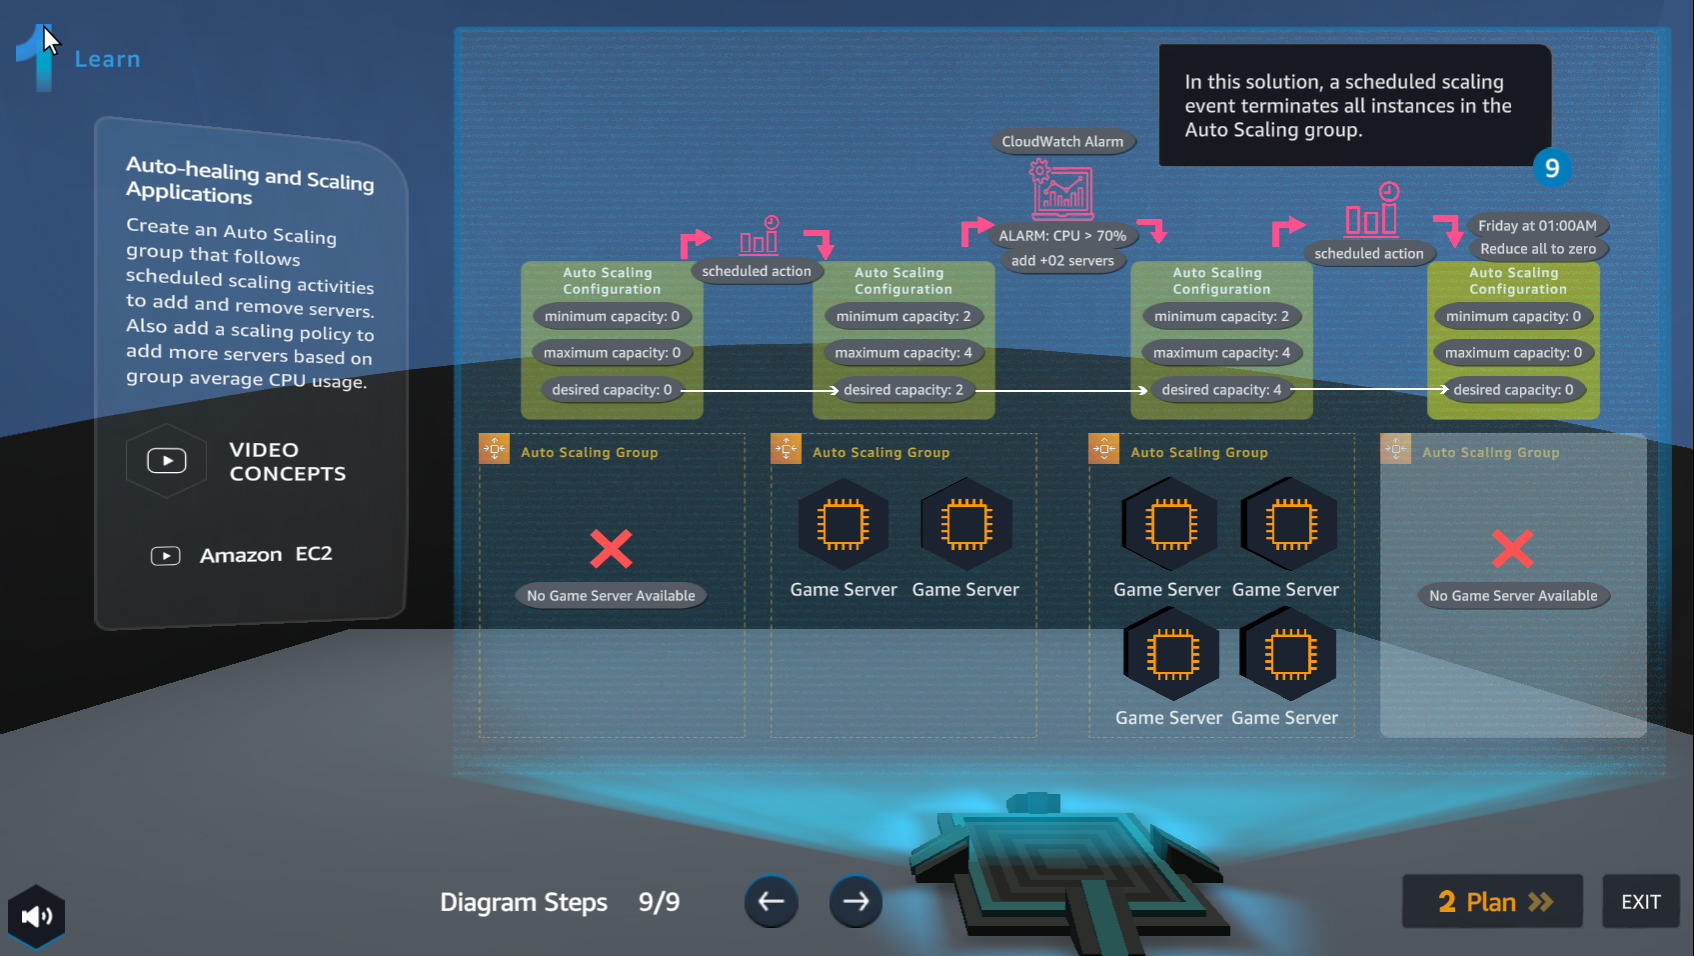 1 Learn
Auto-healing and Scaling
Applications
Create an Auto Scaling
group that follows
scheduled scaling activities
to add and remove servers.
Also add a scaling policy to
add more servers based on
group average CPU usage.
VIDEO
CONCEPTS
Amazon EC2
In this solution, a scheduled scaling
event terminates all instances in the
Auto Scaling group.
9
CloudWatch Alarm
ALARM: CPU > 70%
add +02 servers
scheduled action
scheduled action
Friday at 01:00AM
Reduce all to zero
Auto Scaling
Configuration
minimum capacity: 0
maximum capacity: 0
desired capacity: 0
Auto Scaling
Configuration
minimum capacity: 2
maximum capacity: 4
desired capacity: 2
Auto Scaling
Configuration
minimum capacity: 2
maximum capacity: 4
desired capacity: 4
Auto Scaling
Configuration
minimum capacity: 0
maximum capacity: 0
desired capacity: 0
Auto Scaling Group
No Game Server Available
Auto Scaling Group
Game Server Game Server
Auto Scaling Group
Game Server Game Server
Game Server Game Server
Auto Scaling Group
No Game Server Available
Diagram Steps 9/9
2 Plan
EXIT